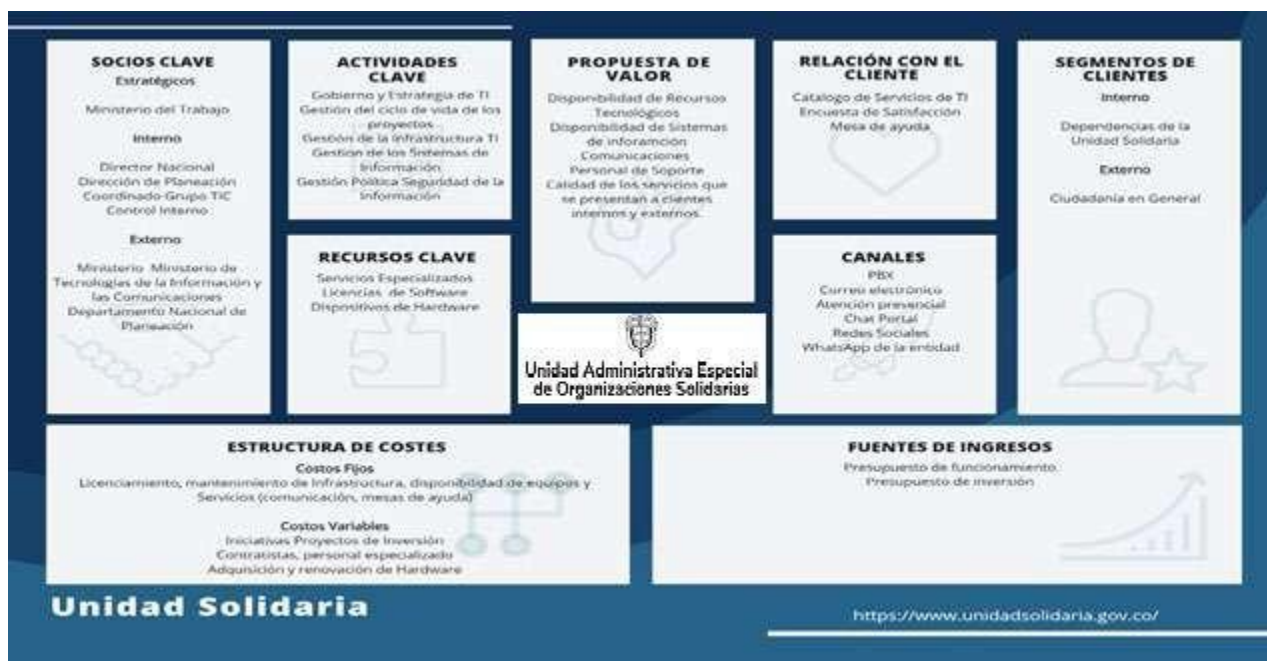 SOCIOS CLAVE
Estratégicos
Ministerio del Trabajo
Interno
Director Nacional
Dirección de Planeación
Coordinado Grupo TIC
Control Interno
Externo
Ministerio Ministerio de
Tecnologías de la Información y
las Comunicaciones
Departamento Nacional de
Planeación
ACTIVIDADES
CLAVE
Gobierno y Estrategia de TI
Gestión del ciclo de vida de los
proyectos
Gestión de la Infraestructura TI
Gestion de los Sistemas de
Información
Gestión Política Seguridad de la
Información
RECURSOS CLAVE
Servicios Especializados
Licencias de Software
Dispositivos de Hardware
PROPUESTA DE
VALOR
Disponibilidad de Recursos
Tecnológicos
Disponibilidad de Sistemas
de inforamción
Comunicaciones
Personal de Soporte
Calidad de los servicios que
se presentan a clientes
internos y externos.
Unidad Administrativa Especial
de Organizaciones Solidarias
RELACIÓN CON EL
CLIENTE
Catalogo de Servicios de TI
Encuesta de Satisfacción
Mesa de ayuda
CANALES
PBX
Correo electrónico
Atención presencial
Chat Portal
Redes Sociales
WhatsApp de la entidad
SEGMENTOS DE
CLIENTES
Interno
Dependencias de la
Unidad Solidaria
Externo
Ciudadanía en General
ESTRUCTURA DE COSTES
Costos Fijos
Licenciamiento, mantenimiento de Infraestructura, disponibilidad de equipos y
Servicios (comunicación, mesas de ayuda)
Costos Variables
Iniciativas Proyectos de Inversión
Contratistas, personal especializado
Adquisición y renovación de Hardware
FUENTES DE INGRESOS
Presupuesto de funcionamiento
Presupuesto de inversión
Unidad Solidaria
https://www.unidadsolidaria.gov.co/